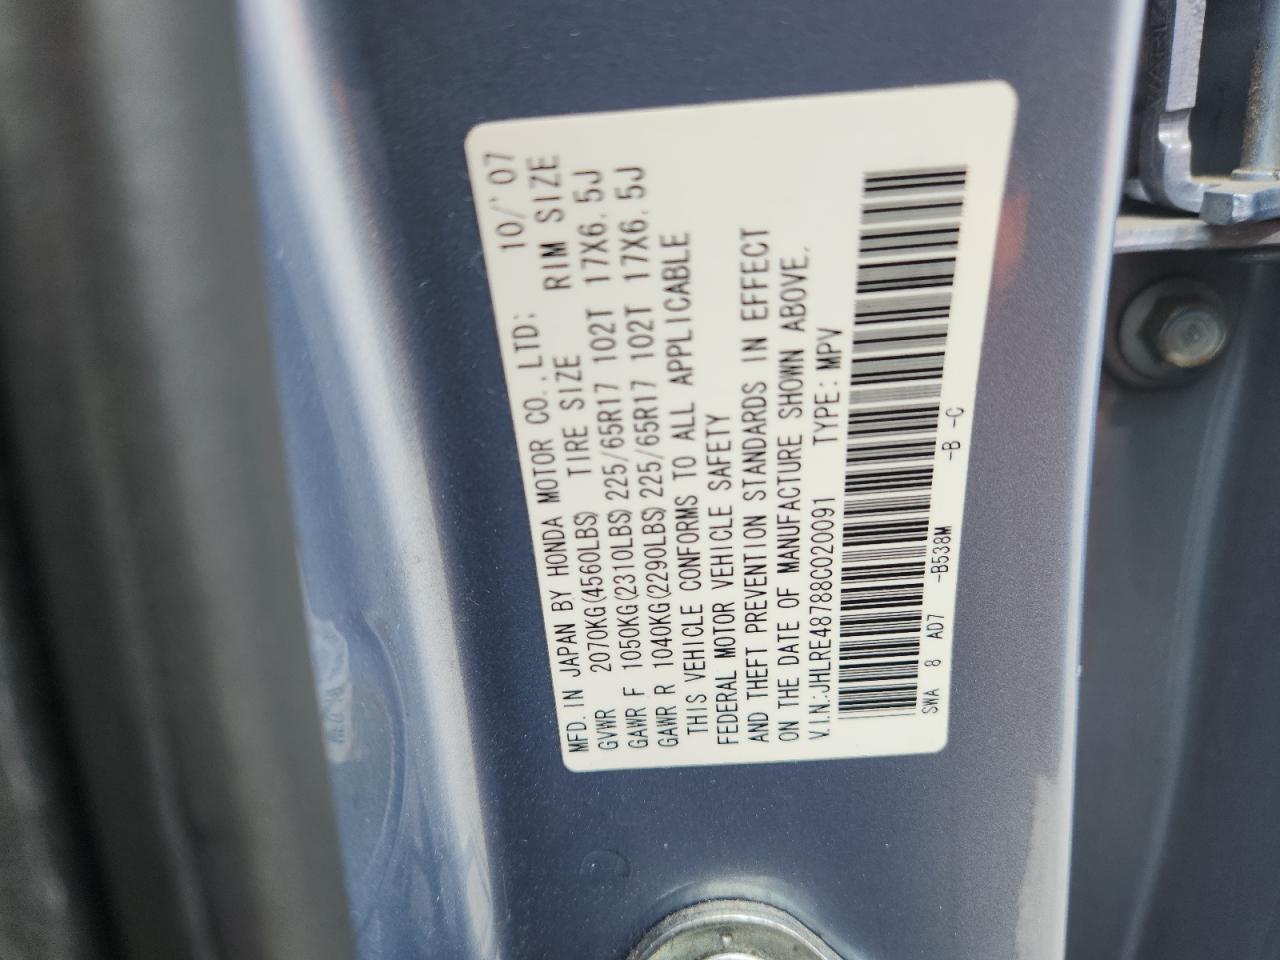 MFD. IN JAPAN BY HONDA MOTOR CO., LTD: 10/'07
GVWR 2070KG(4560LBS) TIRE SIZE RIM SIZE
GAWR F 1050KG(2310LBS) 225/65R17 102T 17X6.5J
GAWR R 1040KG(2290LBS) 225/65R17 102T 17X6.5J
THIS VEHICLE CONFORMS TO ALL APPLICABLE
FEDERAL MOTOR VEHICLE SAFETY
AND THEFT PREVENTION STANDARDS IN EFFECT
ON THE DATE OF MANUFACTURE SHOWN ABOVE.
V.I.N.:JHLRE48788C020091 TYPE: MPV
SWA 8 AD7 -B538M -B -C